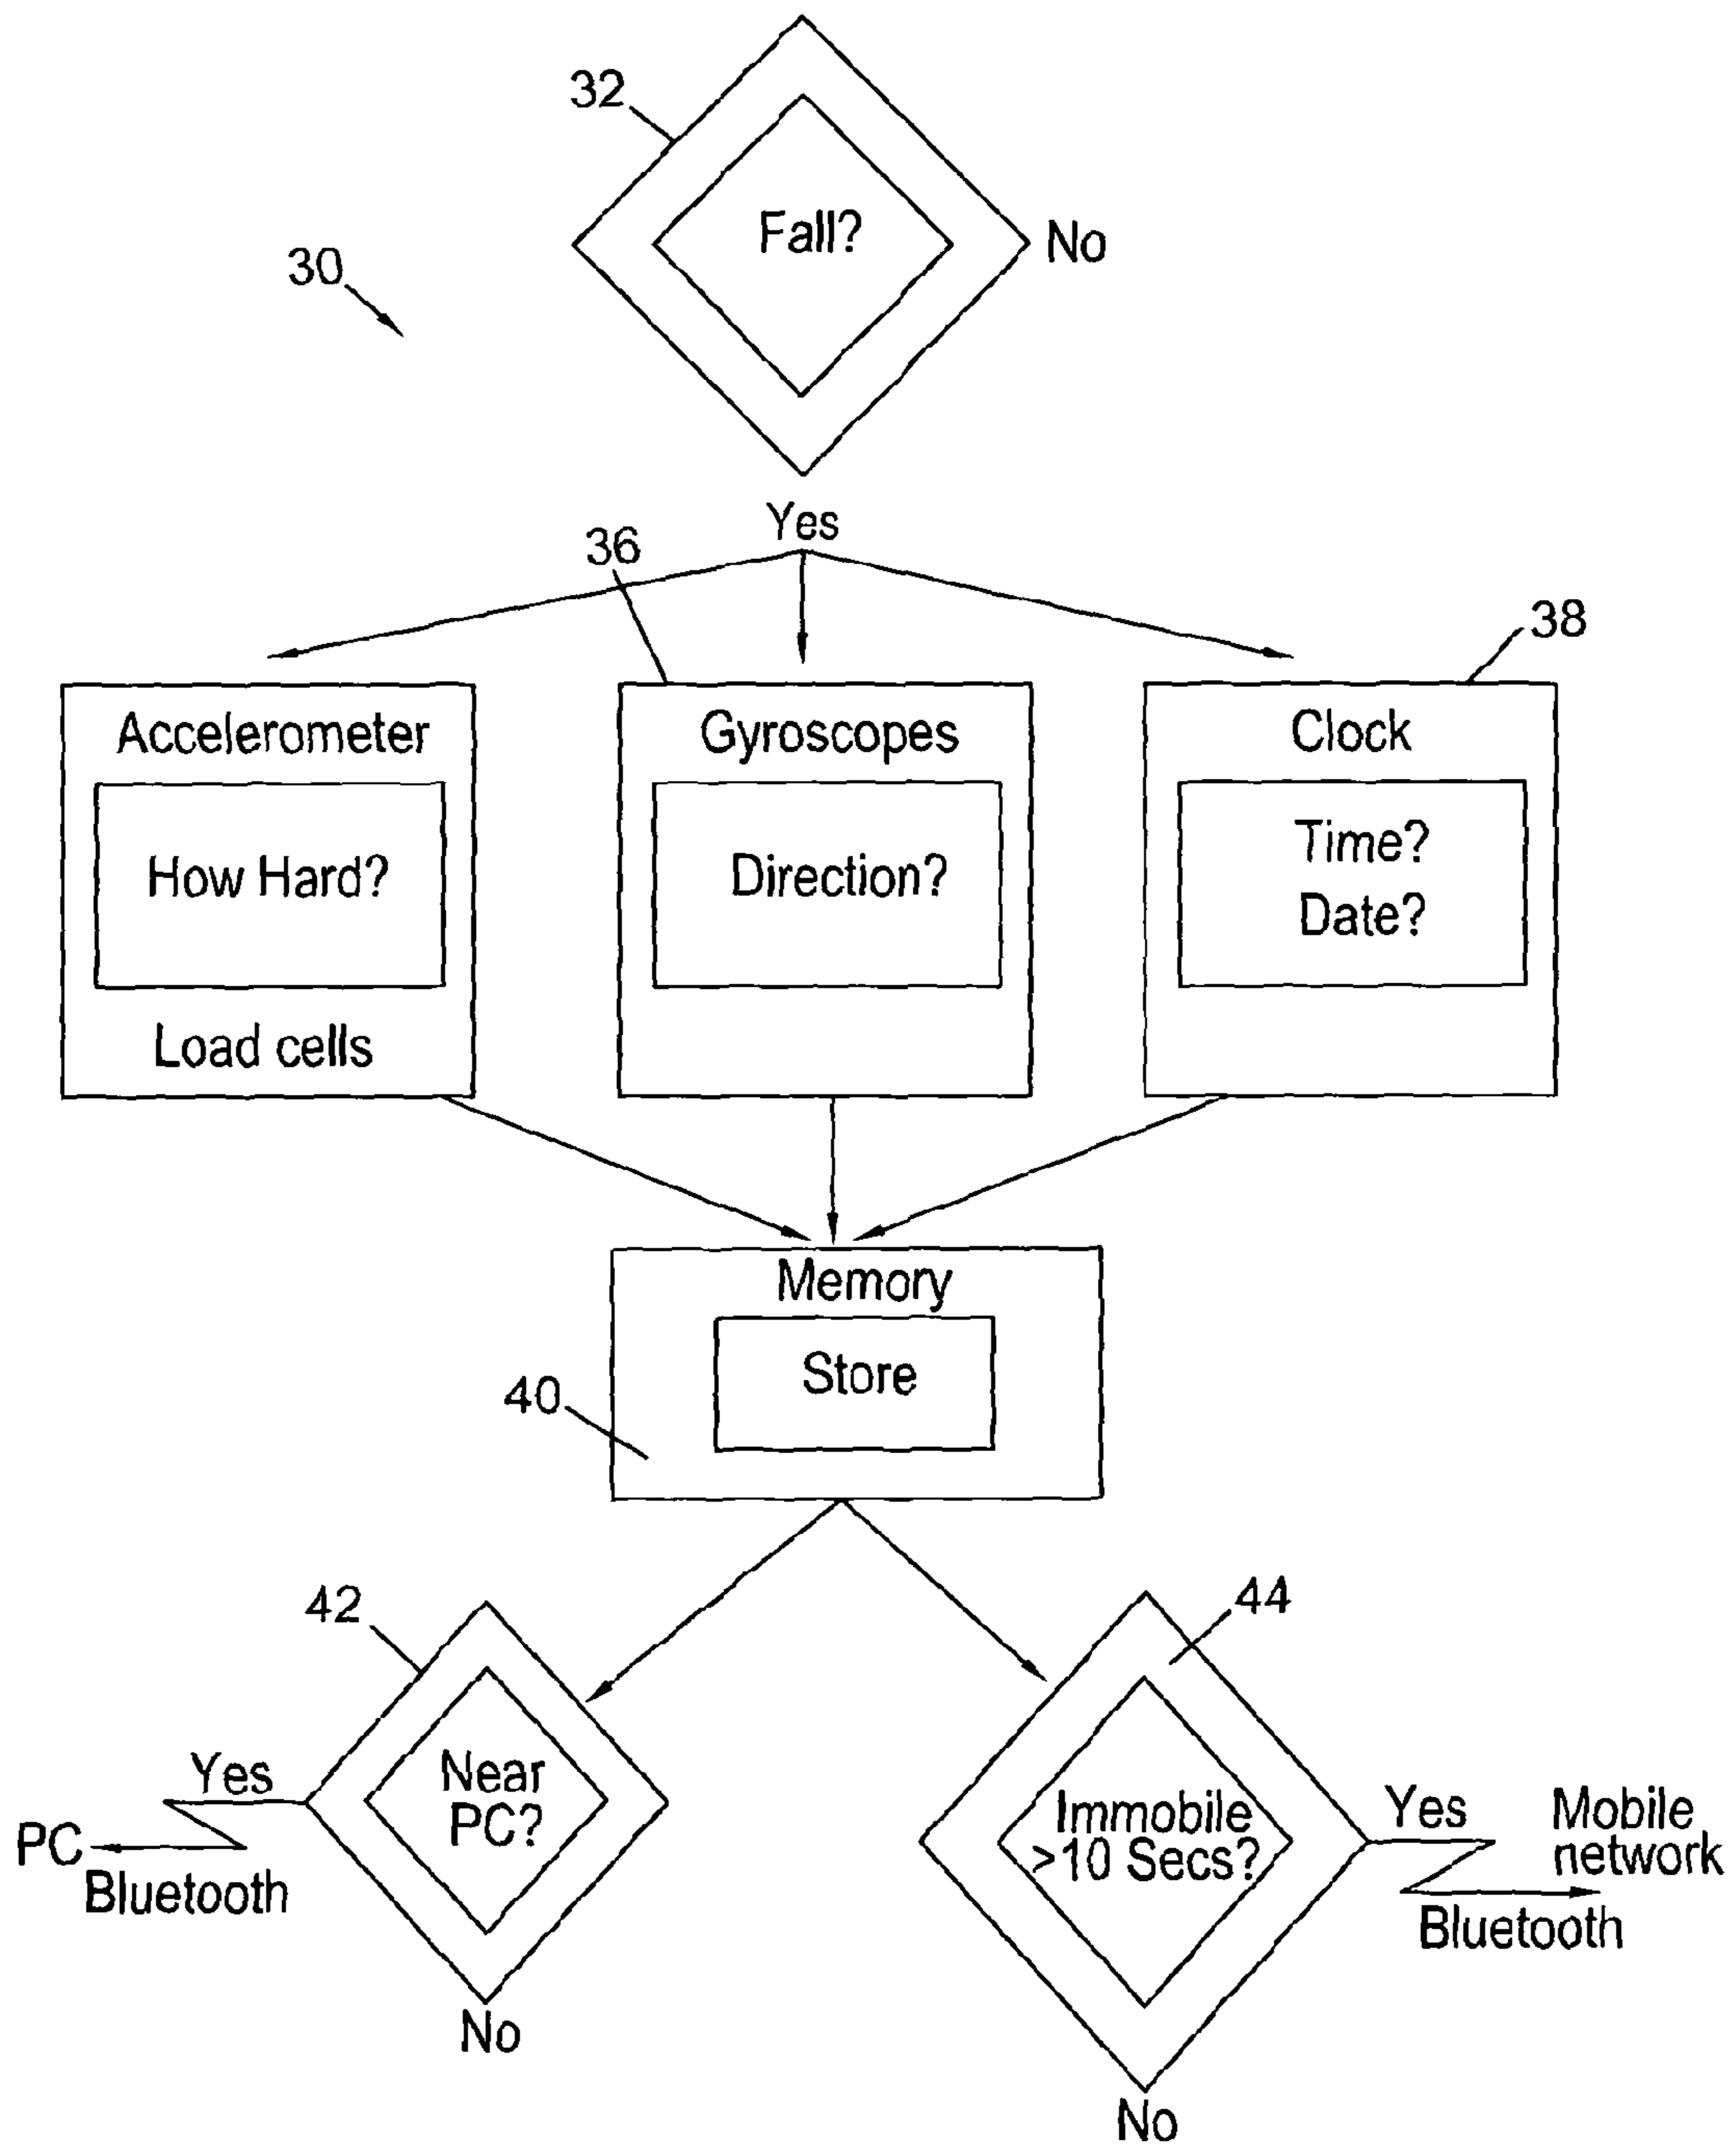 32
Fall?
No
30
Yes
36
38
Accelerometer
How Hard?
Load cells
Gyroscopes
Direction?
Clock
Time?
Date?
Memory
Store
40
42
44
Near
PC?
Yes
PC
Bluetooth
No
Immobile
>10 Secs?
Yes
Mobile
network
Bluetooth
No